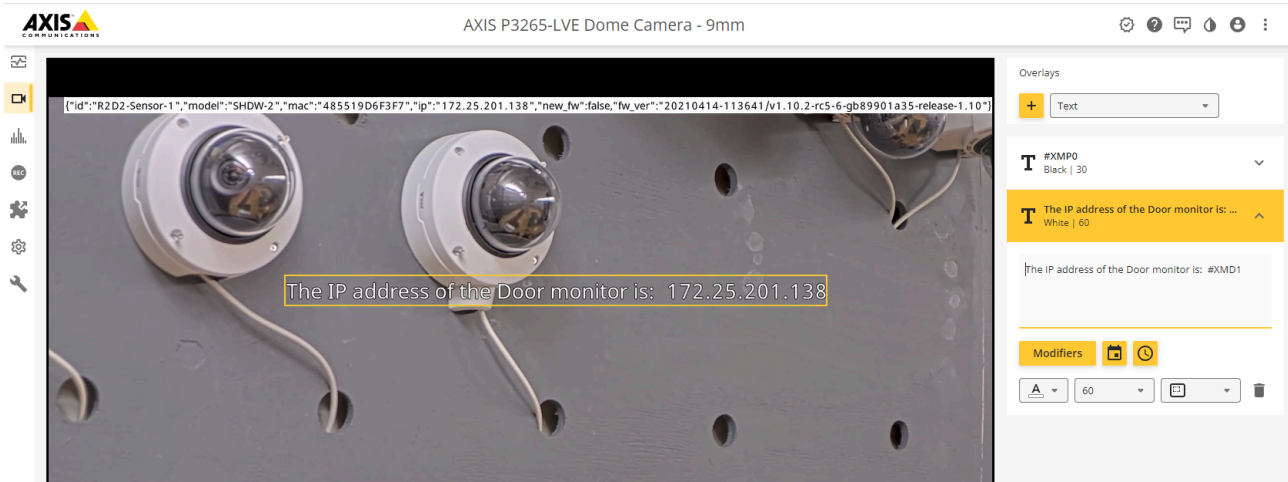 AXIS
COMMUNICATIONS
AXIS P3265-LVE Dome Camera - 9mm
{"id":"R2D2-Sensor-1","model":"SHDW-2","mac":"485519D6F3F7","ip":"172.25.201.138","new_fw":false,"fw_ver":"20210414-113641/v1.10.2-rc5-6-gb89901a35-release-1.10"}
The IP address of the Door monitor is:  172.25.201.138
REC
Overlays
+ Text
T #XMP0
Black | 30
T The IP address of the Door monitor is: ...
White | 60
The IP address of the Door monitor is:  #XMD1
Modifiers
A 60